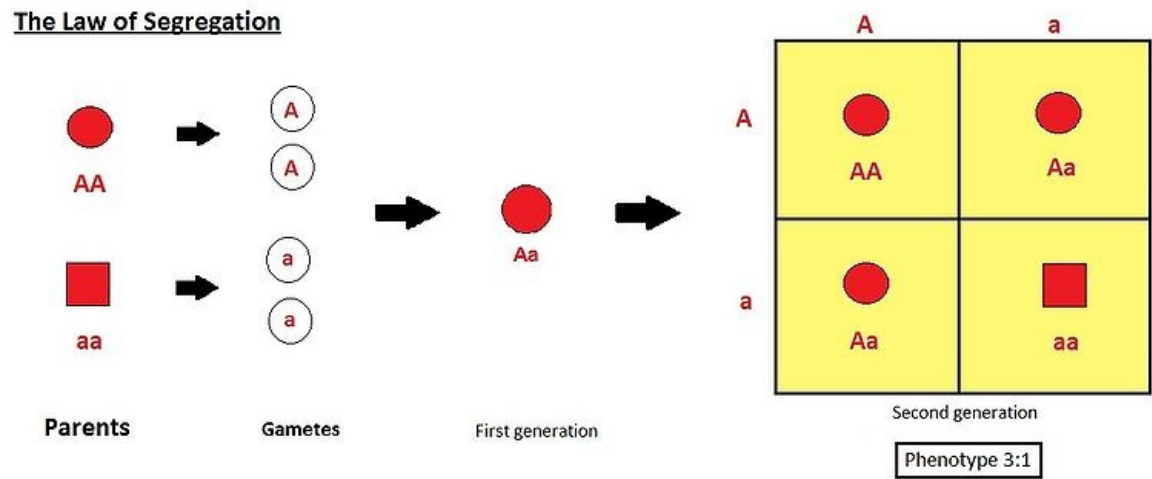 The Law of Segregation
A
a
A
A
AA
A
a
AA
Aa
Aa
a
a
aa
a
Aa
aa
Parents
Gametes
First generation
Second generation
Phenotype 3:1